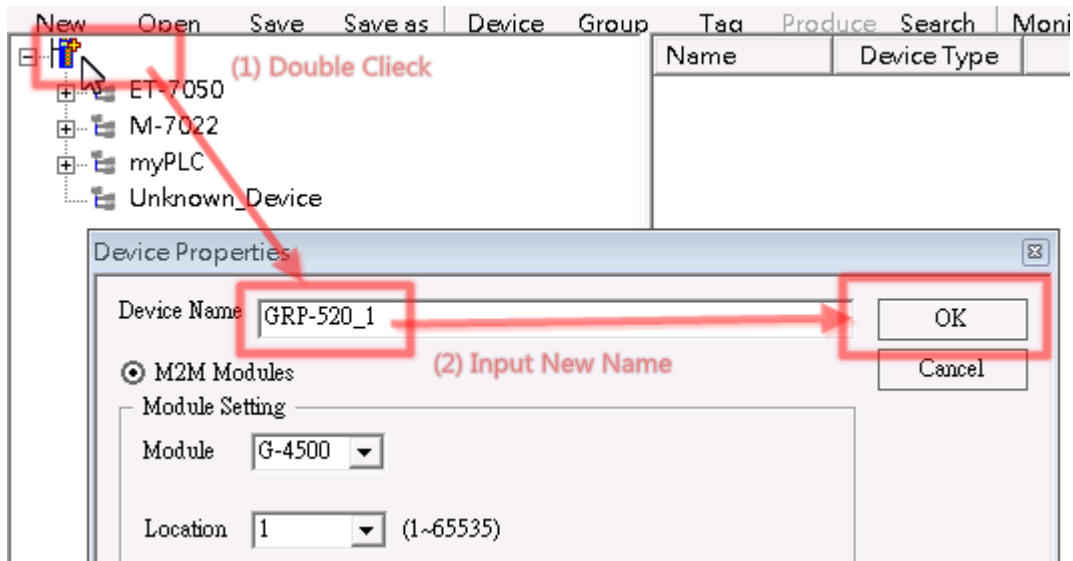 New Open Save Save as Device Group Tag Produce Search Moni
Name Device Type
(1) Double Clieck
ET-7050
M-7022
myPLC
Unknown_Device
Device Properties
Device Name GRP-520_1 OK
(2) Input New Name
M2M Modules Cancel
Module Setting
Module G-4500
Location 1 (1~65535)